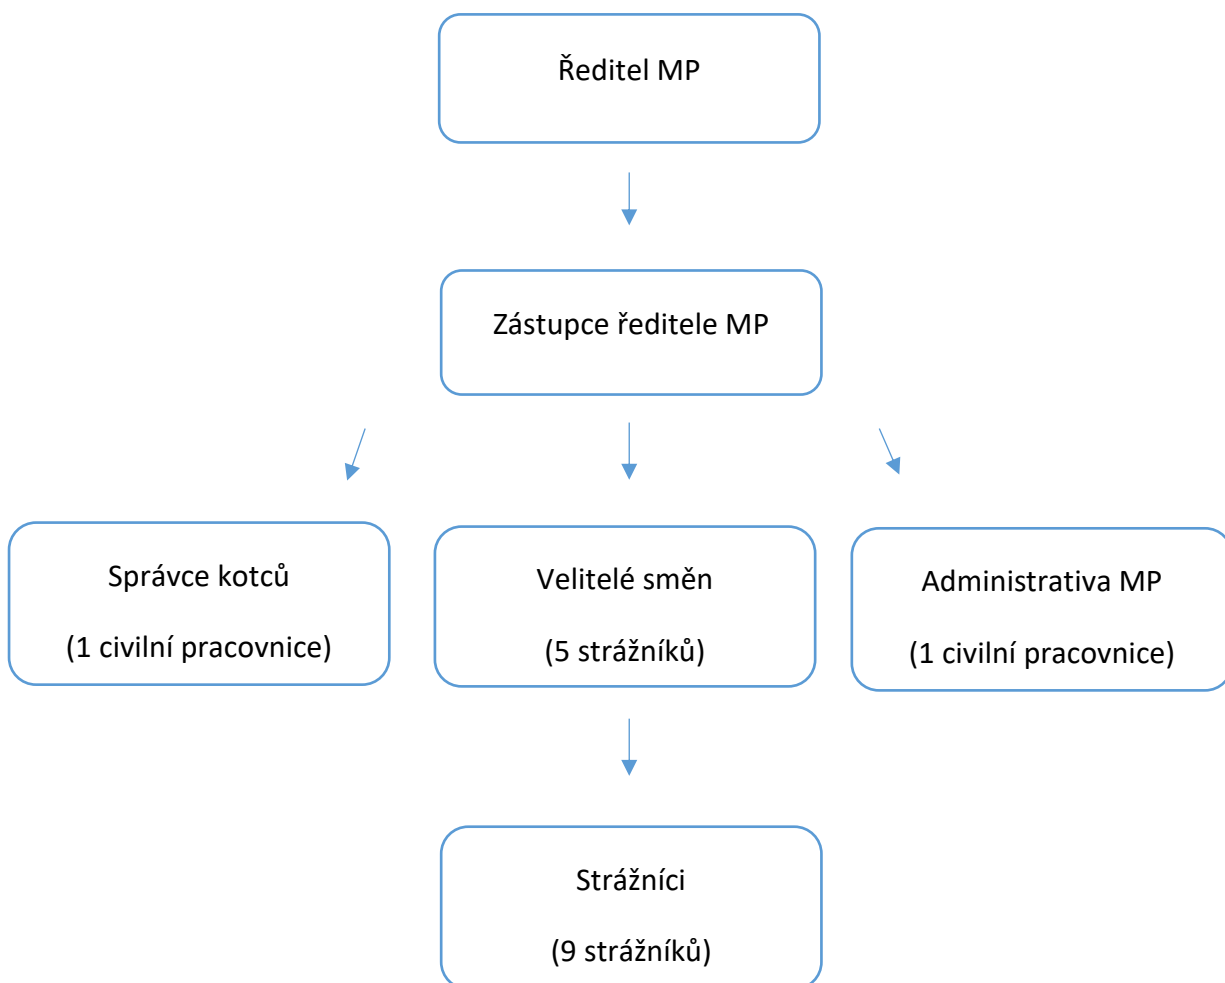 Ředitel MP
Zástupce ředitele MP
Správce kotců
(1 civilní pracovnice)
Velitelé směn
(5 strážníků)
Administrativa MP
(1 civilní pracovnice)
Strážníci
(9 strážníků)